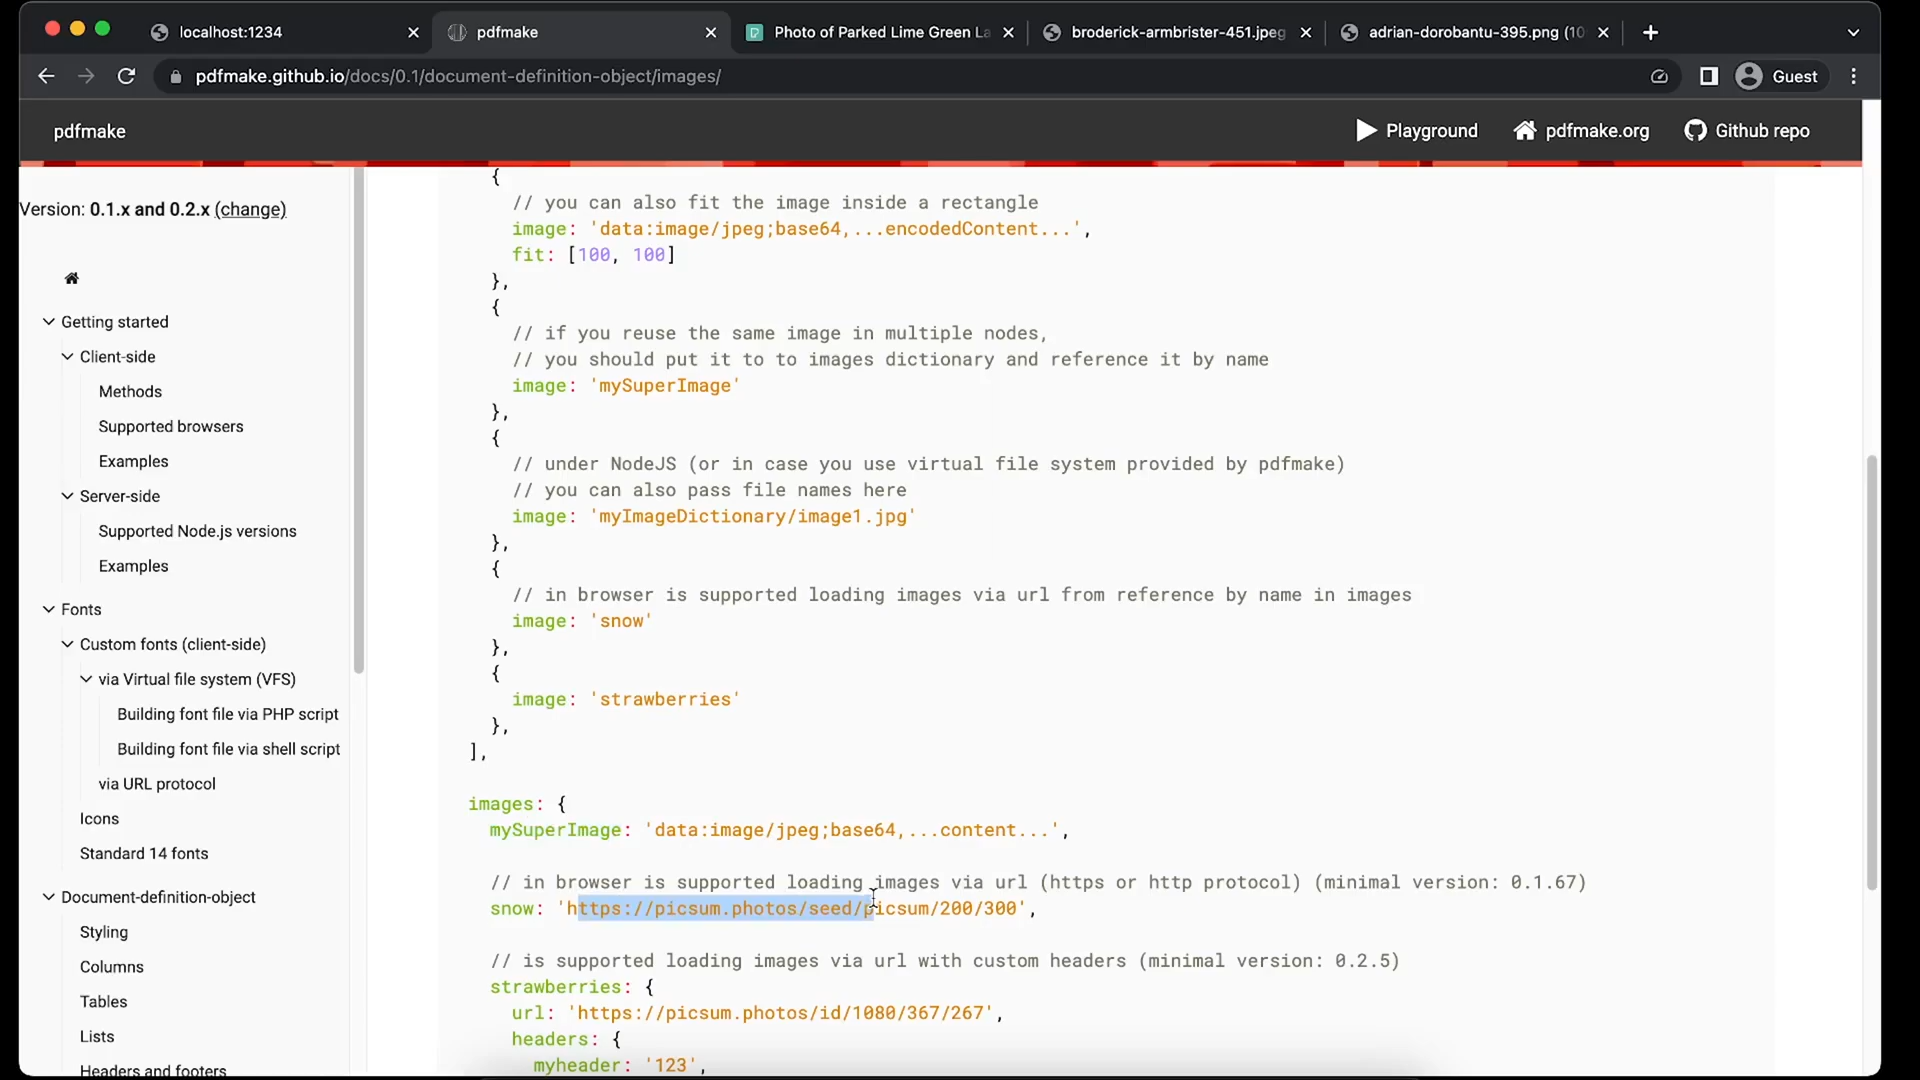 localhost:1234
pdfmake
Photo of Parked Lime Green La
broderick-armbrister-451.jpeg
adrian-dorobantu-395.png (10
pdfmake.github.io/docs/0.1/document-definition-object/images/
Guest
pdfmake
Playground
pdfmake.org
Github repo
Version: 0.1.x and 0.2.x (change)
Getting started
Client-side
Methods
Supported browsers
Examples
Server-side
Supported Node.js versions
Examples
Fonts
Custom fonts (client-side)
via Virtual file system (VFS)
Building font file via PHP script
Building font file via shell script
via URL protocol
Icons
Standard 14 fonts
Document-definition-object
Styling
Columns
Tables
Lists
Headers and footers
{
// you can also fit the image inside a rectangle
image: 'data:image/jpeg;base64,...encodedContent...',
fit: [100, 100]
},
{
// if you reuse the same image in multiple nodes,
// you should put it to to images dictionary and reference it by name
image: 'mySuperImage'
},
{
// under NodeJS (or in case you use virtual file system provided by pdfmake)
// you can also pass file names here
image: 'myImageDictionary/image1.jpg'
},
{
// in browser is supported loading images via url from reference by name in images
image: 'snow'
},
{
image: 'strawberries'
},
],
images: {
mySuperImage: 'data:image/jpeg;base64,...content...',
// in browser is supported loading images via url (https or http protocol) (minimal version: 0.1.67)
snow: 'https://picsum.photos/seed/picsum/200/300',
// is supported loading images via url with custom headers (minimal version: 0.2.5)
strawberries: {
url: 'https://picsum.photos/id/1080/367/267',
headers: {
myheader: '123',